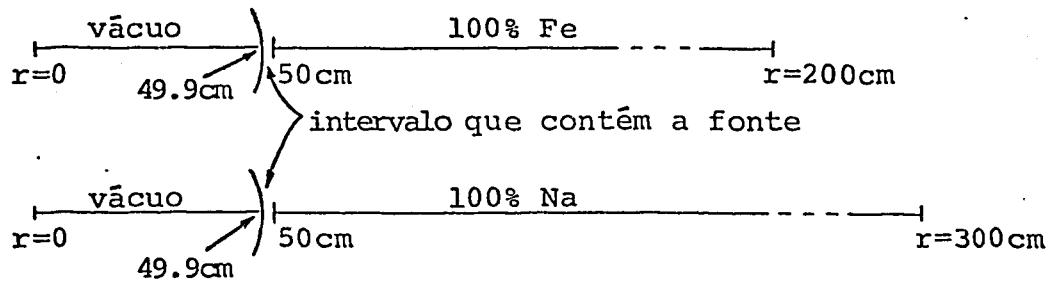 vácuo 100% Fe
r=0 49.9cm 50cm r=200cm
intervalo que contém a fonte
vácuo 100% Na
r=0 49.9cm 50cm r=300cm